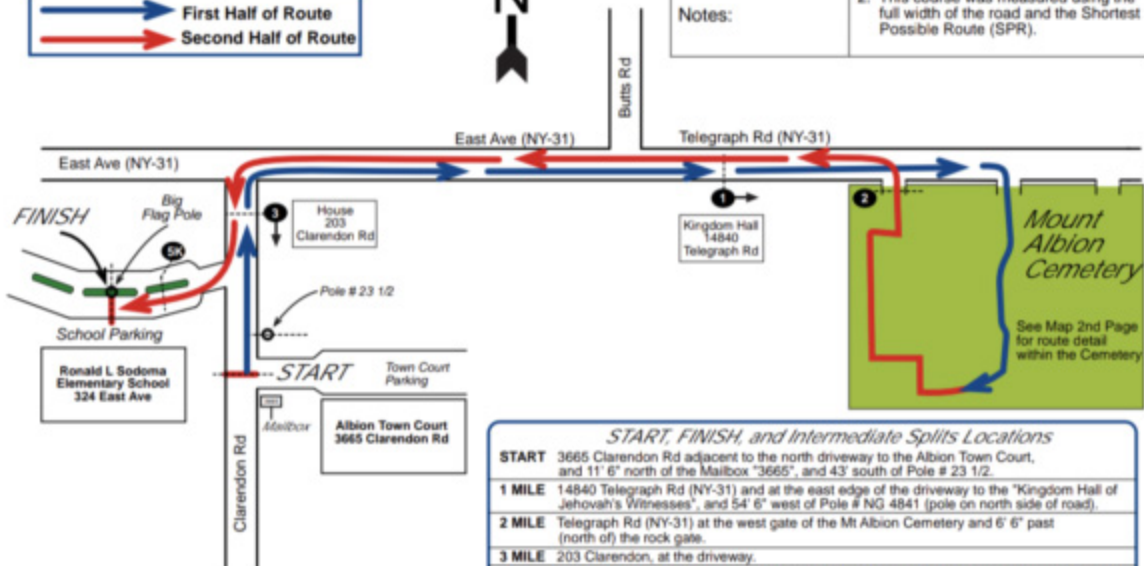 First Half of Route
Second Half of Route
N
Notes:
2. This course was measured using the
full width of the road and the Shortest
Possible Route (SPR).
Butts Rd
East Ave (NY-31)
Telegraph Rd (NY-31)
East Ave (NY-31)
FINISH
Big
Flag Pole
5K
3
House
203
Clarendon Rd
1
Kingdom Hall
14840
Telegraph Rd
2
Mount
Albion
Cemetery
See Map 2nd Page
for route detail
within the Cemetery
Pole # 23 1/2
School Parking
Ronald L Sodoma
Elementary School
324 East Ave
START
Town Court
Parking
3665
Mailbox
Albion Town Court
3665 Clarendon Rd
Clarendon Rd
START, FINISH, and Intermediate Splits Locations
START 3665 Clarendon Rd adjacent to the north driveway to the Albion Town Court,
and 11' 6" north of the Mailbox "3665", and 43' south of Pole # 23 1/2.
1 MILE 14840 Telegraph Rd (NY-31) and at the east edge of the driveway to the "Kingdom Hall of
Jehovah's Witnesses", and 54' 6" west of Pole # NG 4841 (pole on north side of road).
2 MILE Telegraph Rd (NY-31) at the west gate of the Mt Albion Cemetery and 6' 6" past
(north of) the rock gate.
3 MILE 203 Clarendon, at the driveway.